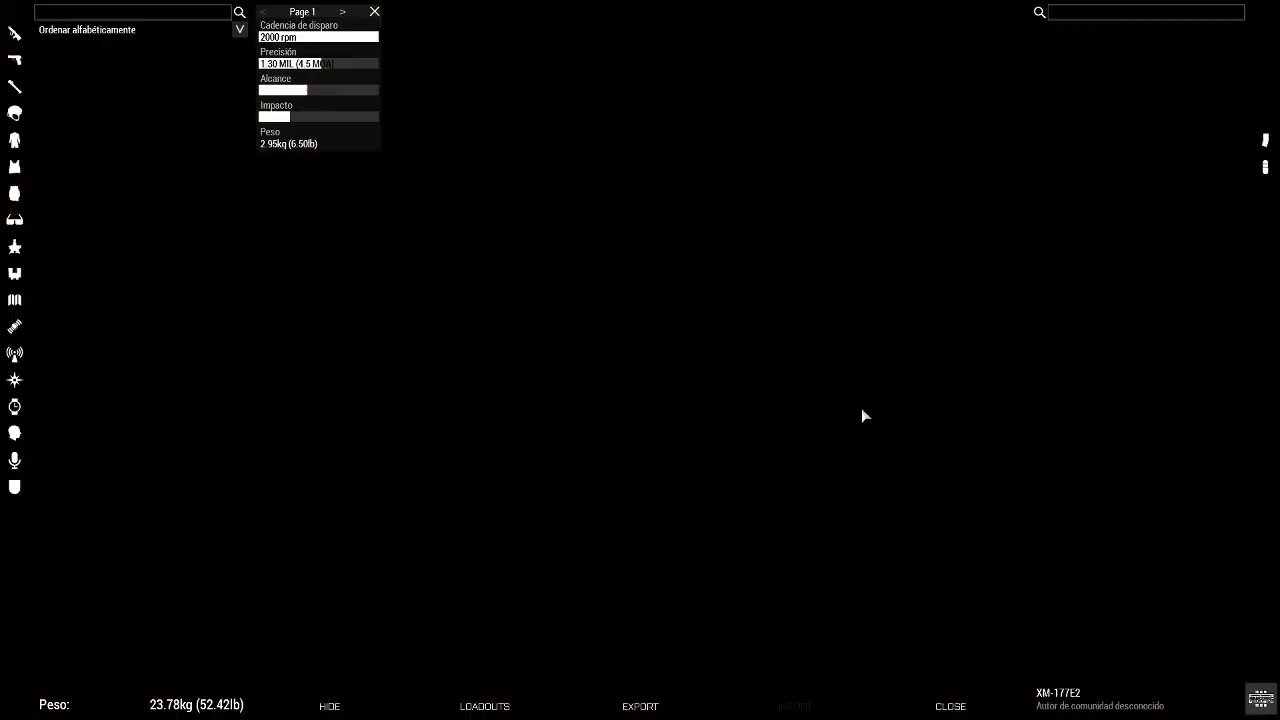 Ordenar alfabéticamente
V
< Page 1 >
Cadencia de disparo
2000 rpm
Precisión
1.30 MIL (4.5 MOA)
Alcance
Impacto
Peso
2.95kg (6.50lb)
Peso: 23.78kg (52.42lb)
HIDE
LOADOUTS
EXPORT
IMPORT
CLOSE
XM-177E2
Autor de comunidad desconocido